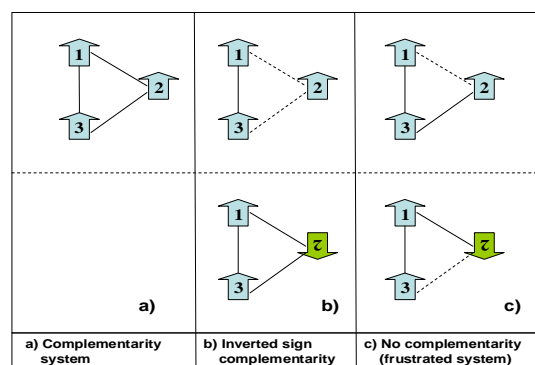 1
2
3
1
2
3
1
2
3
a)
1
2
3
b)
1
2
3
c)
a) Complementarity
system
b) Inverted sign
complementarity
c) No complementarity
(frustrated system)